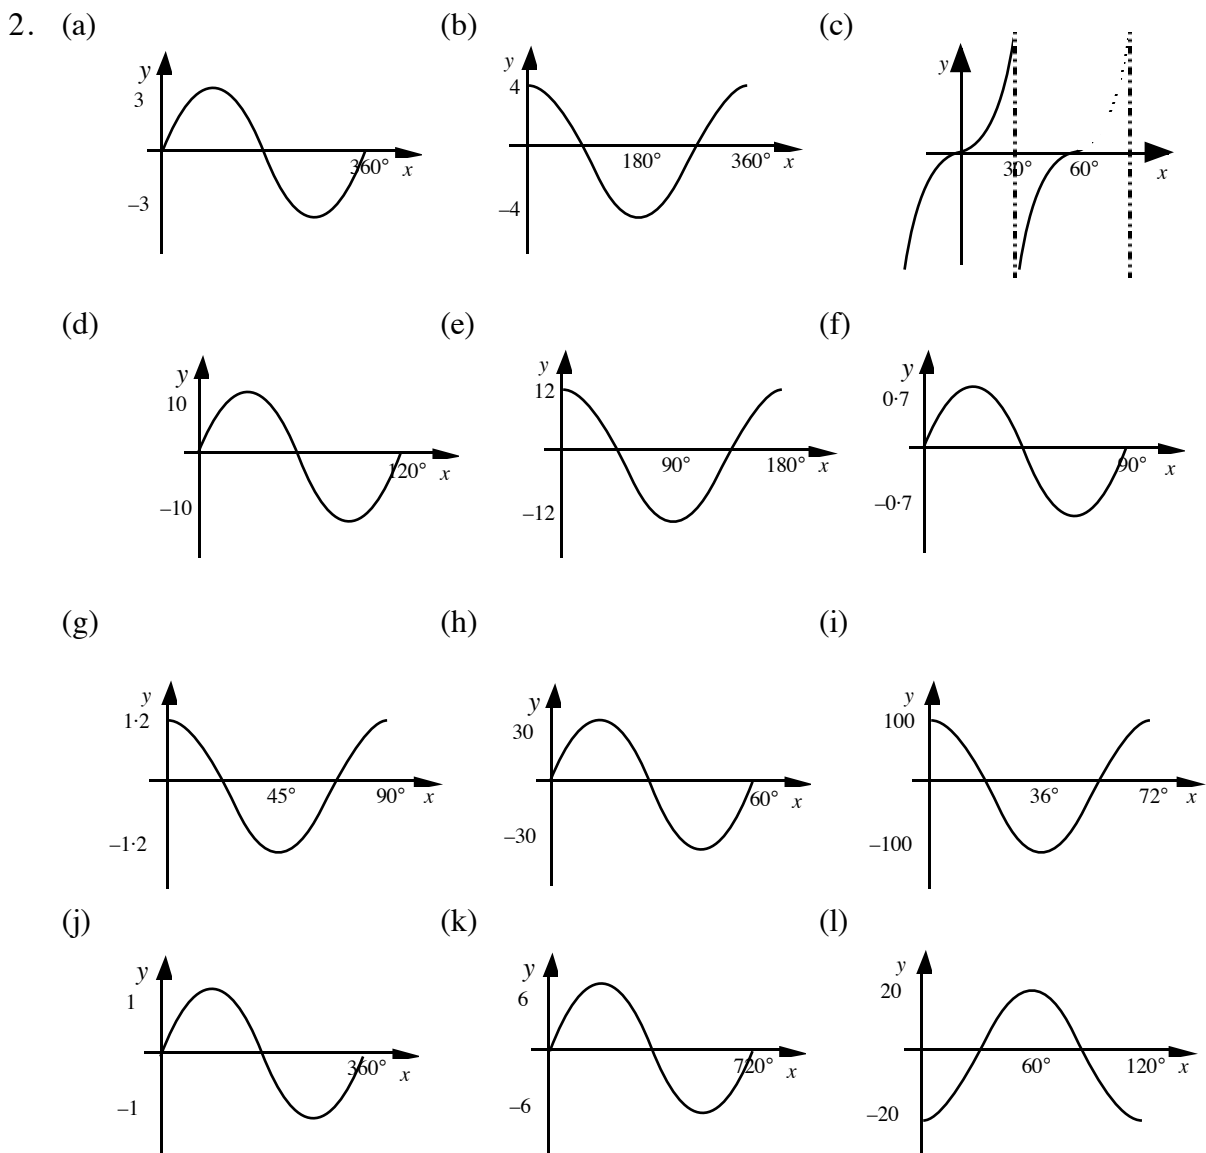 2. (a) (b) (c)
y
3
360° x
–3
y
4
180° 360° x
–4
y
30° 60° x
(d) (e) (f)
y
10
120° x
–10
y
12
90° 180° x
–12
y
0·7
90° x
–0·7
(g) (h) (i)
y
1·2
45° 90° x
–1·2
y
30
60° x
–30
y
100
36° 72° x
–100
(j) (k) (l)
y
1
360° x
–1
y
6
720° x
–6
y
20
60° 120° x
–20